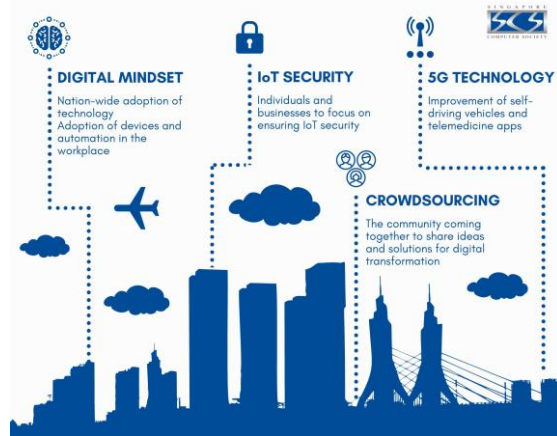 SINGAPORE
SCS
COMPUTER SOCIETY
DIGITAL MINDSET
Nation-wide adoption of
technology
Adoption of devices and
automation in the
workplace
IoT SECURITY
Individuals and
businesses to focus on
ensuring IoT security
5G TECHNOLOGY
Improvement of self-
driving vehicles and
telemedicine apps
CROWDSOURCING
The community coming
together to share ideas
and solutions for digital
transformation